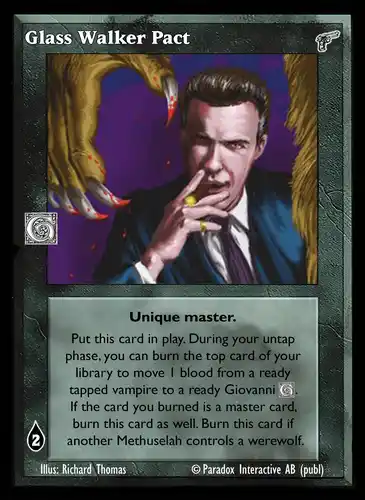 Glass Walker Pact
Unique master.
Put this card in play. During your untap
phase, you can burn the top card of your
library to move 1 blood from a ready
tapped vampire to a ready Giovanni.
If the card you burned is a master card,
burn this card as well. Burn this card if
another Methuselah controls a werewolf.
2
Illus: Richard Thomas © Paradox Interactive AB (publ)